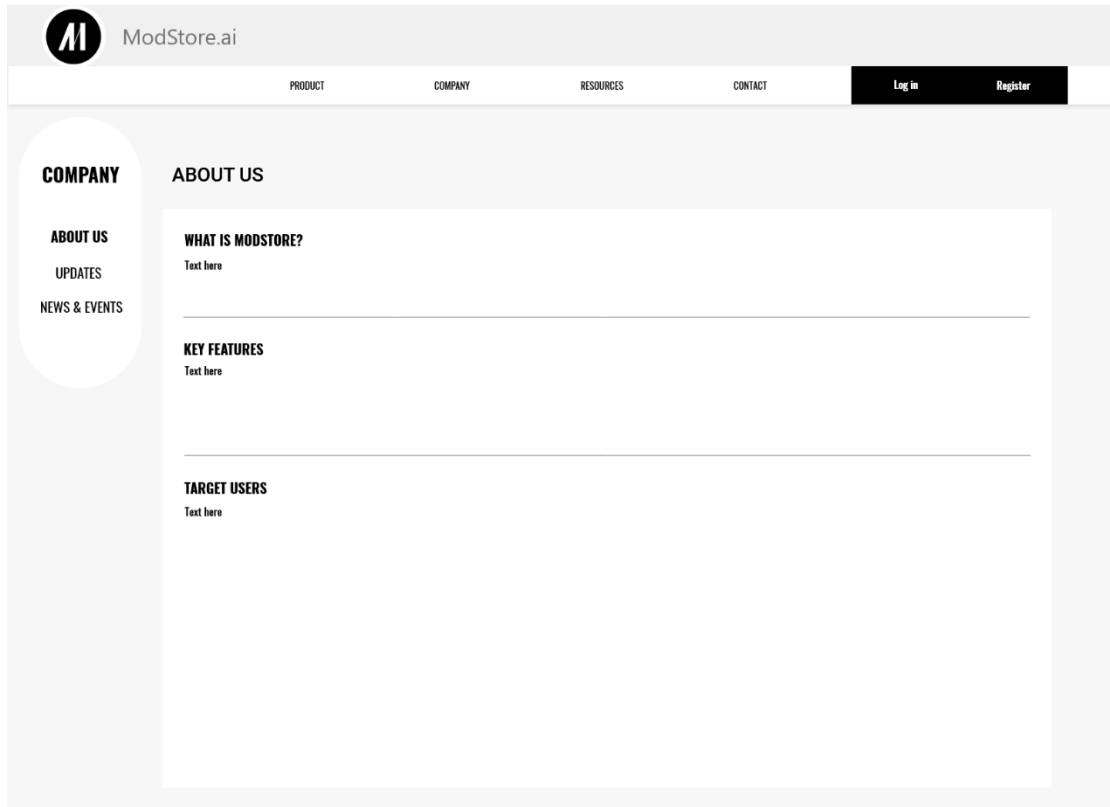 ModStore.ai
PRODUCT COMPANY RESOURCES CONTACT Log in Register
COMPANY
ABOUT US
UPDATES
NEWS & EVENTS
ABOUT US
WHAT IS MODSTORE?
Text here
KEY FEATURES
Text here
TARGET USERS
Text here